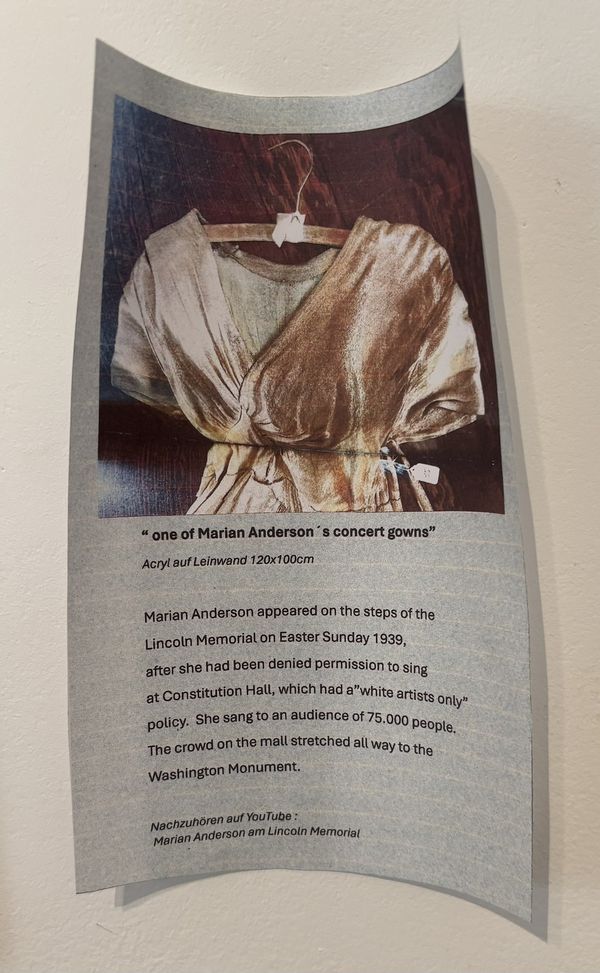 “ one of Marian Anderson´s concert gowns”
Acryl auf Leinwand 120x100cm
Marian Anderson appeared on the steps of the
Lincoln Memorial on Easter Sunday 1939,
after she had been denied permission to sing
at Constitution Hall, which had a”white artists only”
policy. She sang to an audience of 75.000 people.
The crowd on the mall stretched all way to the
Washington Monument.
Nachzuhören auf YouTube :
Marian Anderson am Lincoln Memorial